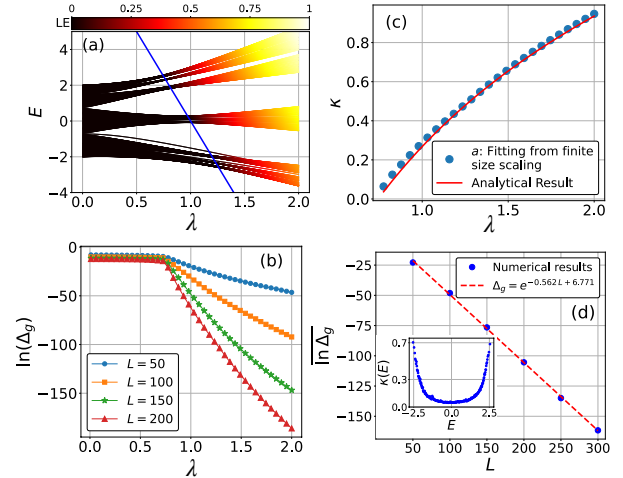 LE
0 0.25 0.5 0.75 1
(a)
E
4
2
0
−2
−4
0.0 0.5 1.0 1.5 2.0
λ
(c)
κ
0.8
0.6
0.4
0.2
0.0
a: Fitting from finite
size scaling
Analytical Result
1.0 1.5 2.0
λ
(b)
ln(Δg)
0
−50
−100
−150
L = 50
L = 100
L = 150
L = 200
0.0 0.5 1.0 1.5 2.0
λ
(d)
ln Δg
−25
−50
−75
−100
−125
−150
Numerical results
Δg = e^−0.562L+6.771
κ(E)
0.7
0.0
−2.5 0.0 2.5
E
50 100 150 200 250 300
L